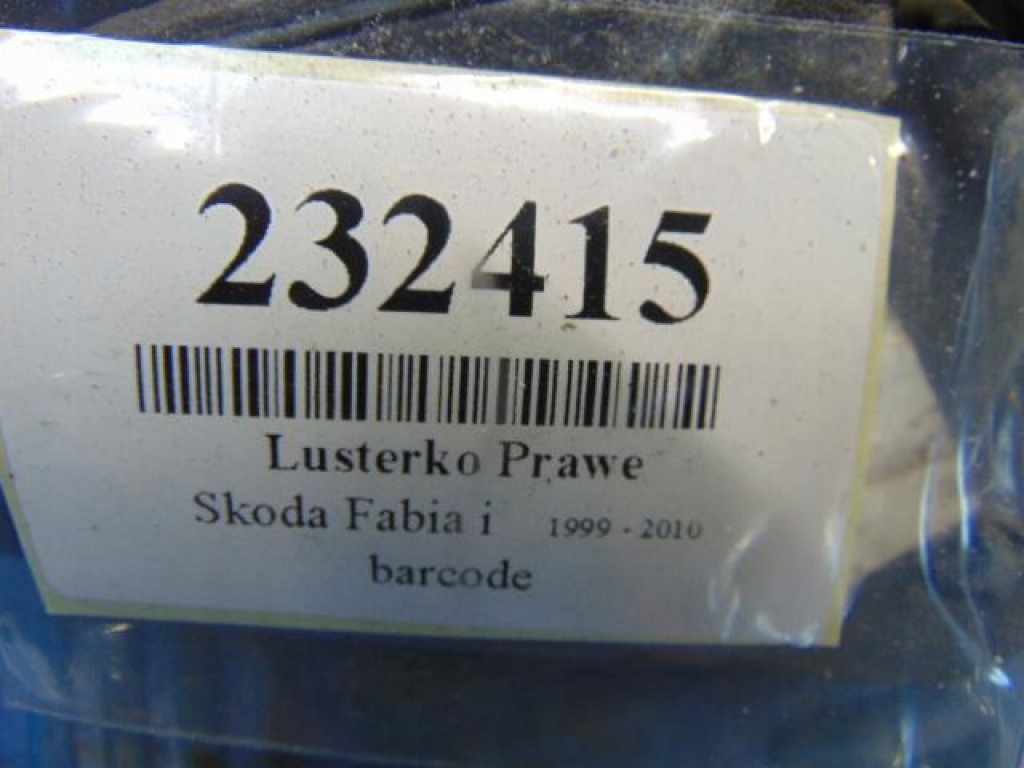 232415
Lusterko Prawe
Skoda Fabia i 1999 - 2010
barcode